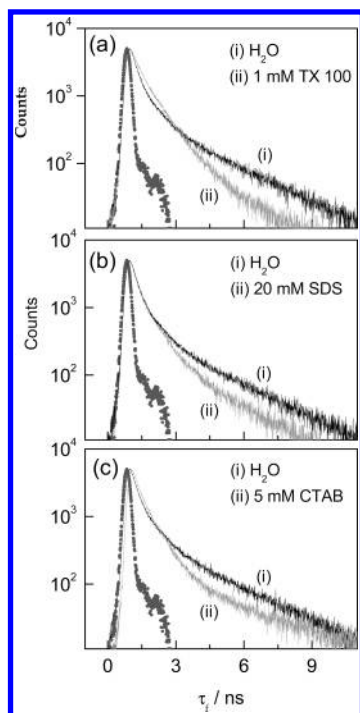 10⁴
(a)
(i) H₂O
(ii) 1 mM TX 100
10³
Counts
10²
(i)
(ii)
10⁴
(b)
(i) H₂O
(ii) 20 mM SDS
10³
Counts
10²
(i)
(ii)
10⁴
(c)
(i) H₂O
(ii) 5 mM CTAB
10³
Counts
10²
(i)
(ii)
0 3 6 9
τf / ns